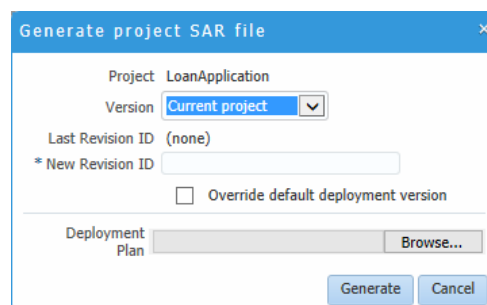 Generate project SAR file ×
Project LoanApplication
Version Current project
Last Revision ID (none)
* New Revision ID
Override default deployment version
Deployment
Plan
Browse...
Generate Cancel